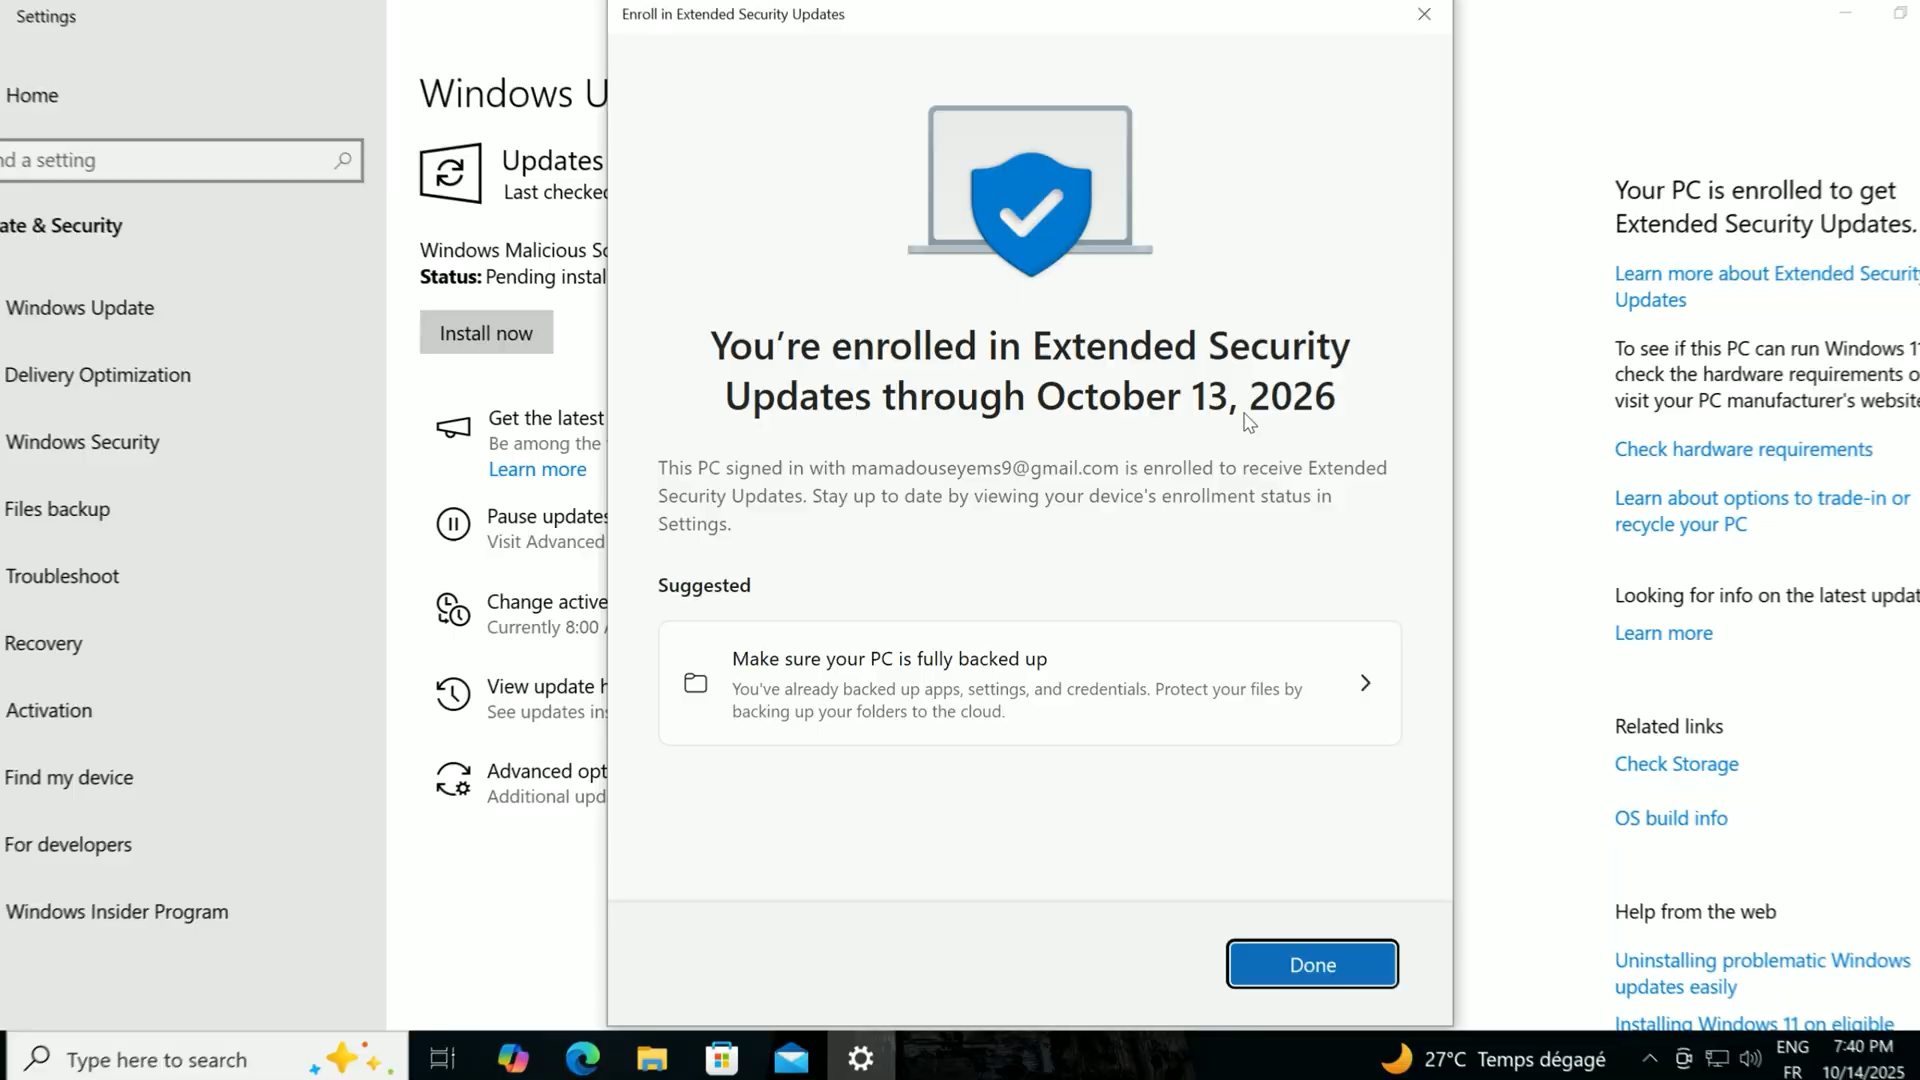 Settings
Home
nd a setting
ate & Security
Windows Update
Delivery Optimization
Windows Security
Files backup
Troubleshoot
Recovery
Activation
Find my device
For developers
Windows Insider Program
Windows U
Updates
Last checked
Windows Malicious So
Status: Pending instal
Install now
Get the latest
Be among the
Learn more
Pause updates
Visit Advanced
Change active
Currently 8:00 A
View update h
See updates ins
Advanced opt
Additional upd
Enroll in Extended Security Updates
You're enrolled in Extended Security
Updates through October 13, 2026
This PC signed in with mamadouseyems9@gmail.com is enrolled to receive Extended
Security Updates. Stay up to date by viewing your device's enrollment status in
Settings.
Suggested
Make sure your PC is fully backed up
You've already backed up apps, settings, and credentials. Protect your files by
backing up your folders to the cloud.
Done
Your PC is enrolled to get
Extended Security Updates.
Learn more about Extended Security
Updates
To see if this PC can run Windows 11
check the hardware requirements o
visit your PC manufacturer's website
Check hardware requirements
Learn about options to trade-in or
recycle your PC
Looking for info on the latest updat
Learn more
Related links
Check Storage
OS build info
Help from the web
Uninstalling problematic Windows
updates easily
Installing Windows 11 on eligible
Type here to search
27°C Temps dégagé
ENG
FR
7:40 PM
10/14/2025